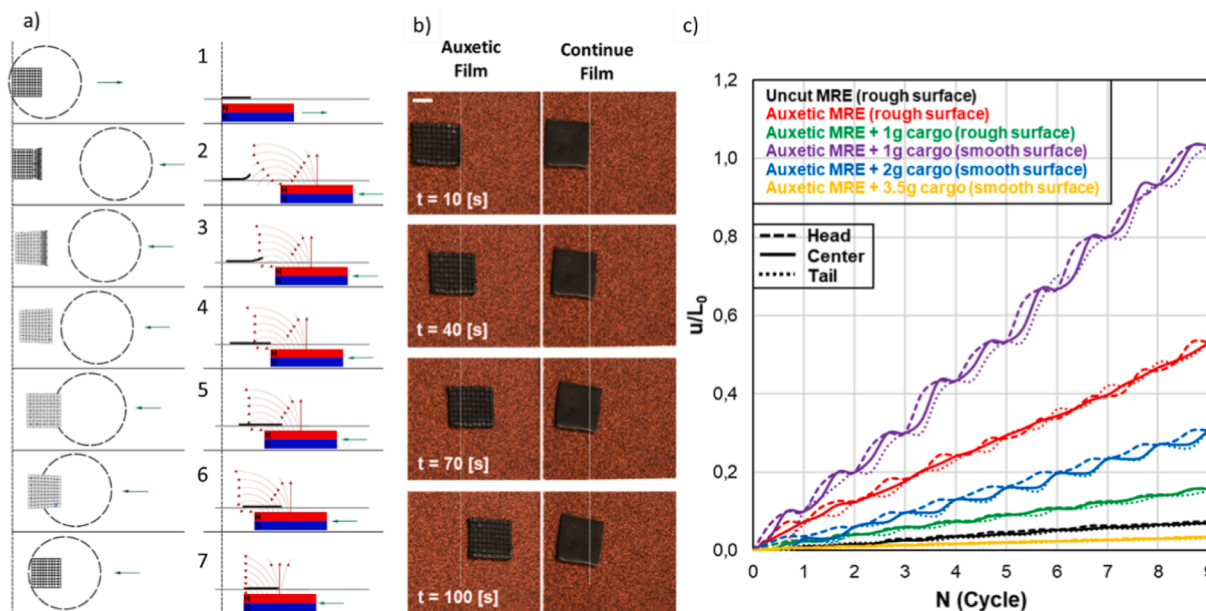 a)
1
N
2
N
3
N
4
N
5
N
6
N
7
N
b)
Auxetic
Film
Continue
Film
t = 10 [s]
t = 40 [s]
t = 70 [s]
t = 100 [s]
c)
1,2
1,0
0,8
0,6
0,4
0,2
0,0
u/L0
Uncut MRE (rough surface)
Auxetic MRE (rough surface)
Auxetic MRE + 1g cargo (rough surface)
Auxetic MRE + 1g cargo (smooth surface)
Auxetic MRE + 2g cargo (smooth surface)
Auxetic MRE + 3.5g cargo (smooth surface)
Head
Center
Tail
0 1 2 3 4 5 6 7 8 9
N (Cycle)